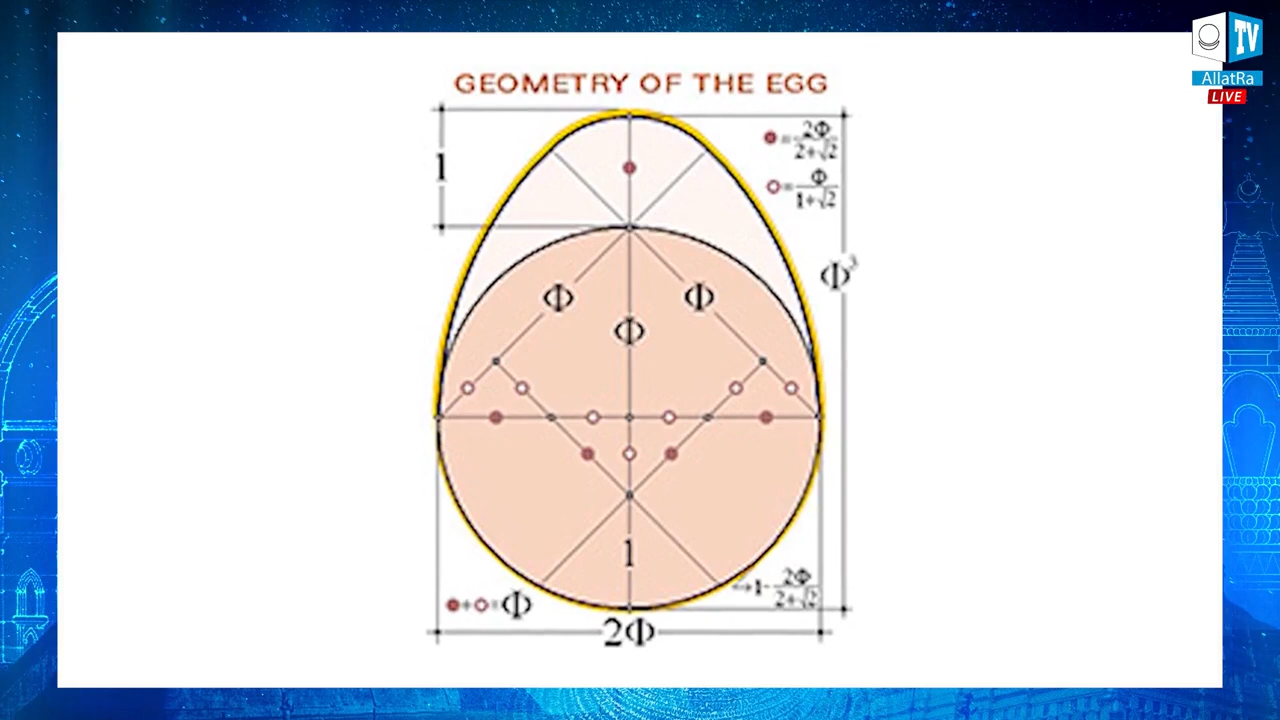 TV
AllatRa
LIVE
GEOMETRY OF THE EGG
1
= 2Φ
2+√2
= Φ
1+√2
Φ³
Φ Φ
Φ
1
↔1- 2Φ
2+√2
+ = Φ
2Φ